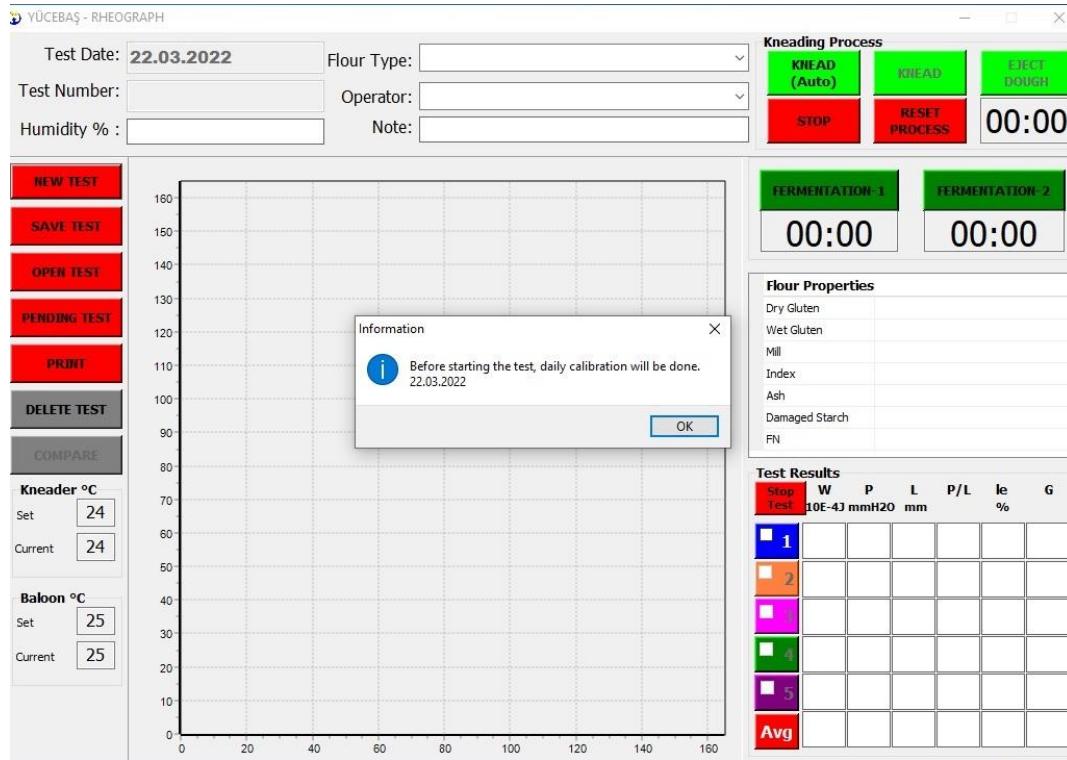 YÜCEBAŞ - RHEOGRAPH
Test Date: 22.03.2022
Test Number:
Humidity % :
Flour Type:
Operator:
Note:
Kneading Process
KNEAD (Auto)
KNEAD
EJECT DOUGH
STOP
RESET PROCESS
00:00
NEW TEST
SAVE TEST
OPEN TEST
PENDING TEST
PRINT
DELETE TEST
COMPARE
Kneader °C
Set 24
Current 24
Baloon °C
Set 25
Current 25
160
150
140
130
120
110
100
90
80
70
60
50
40
30
20
10
0
0 20 40 60 80 100 120 140 160
Information
Before starting the test, daily calibration will be done.
22.03.2022
OK
FERMENTATION-1 FERMENTATION-2
00:00 00:00
Flour Properties
Dry Gluten
Wet Gluten
Mill
Index
Ash
Damaged Starch
FN
Test Results
Stop Test
W P L P/L le G
10E-4J mmH2O mm %
1
2
3
4
5
Avg